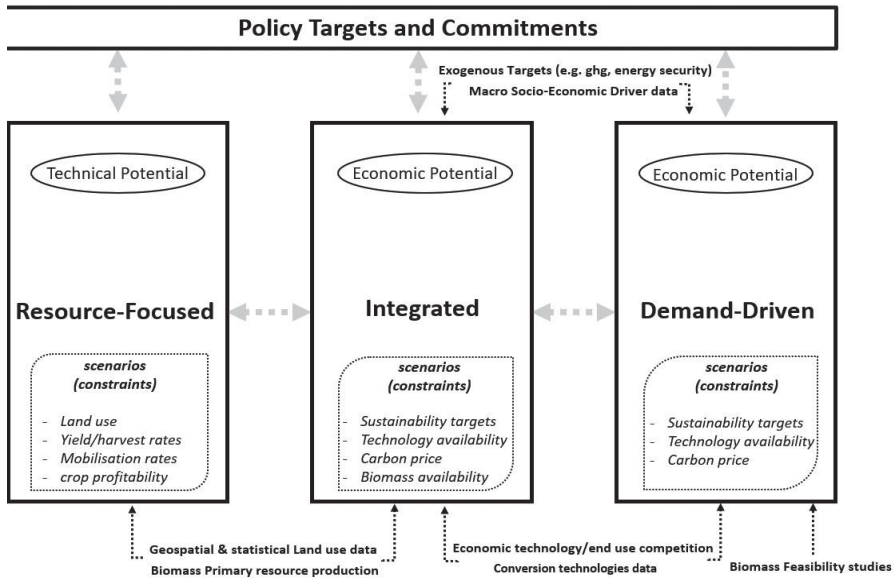 Policy Targets and Commitments
Exogenous Targets (e.g. ghg, energy security)
Macro Socio-Economic Driver data
Technical Potential
Economic Potential
Economic Potential
Resource-Focused
Integrated
Demand-Driven
scenarios
(constraints)
- Land use
- Yield/harvest rates
- Mobilisation rates
- crop profitability
scenarios
(constraints)
- Sustainability targets
- Technology availability
- Carbon price
- Biomass availability
scenarios
(constraints)
- Sustainability targets
- Technology availability
- Carbon price
Geospatial & statistical Land use data
Biomass Primary resource production
Economic technology/end use competition
Conversion technologies data
Biomass Feasibility studies